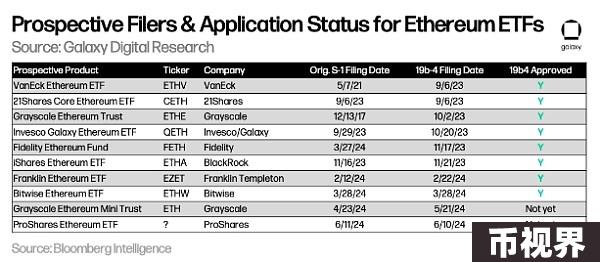 Prospective Filers & Application Status for Ethereum ETFs
galaxy
Source: Galaxy Digital Research
Prospective Product Ticker Company Orig. S-1 Filing Date 19b-4 Filing Date 19b4 Approved
VanEck Ethereum ETF ETHV VanEck 5/7/21 9/6/23 Y
21Shares Core Ethereum ETF CETH 21Shares 9/6/23 9/6/23 Y
Grayscale Ethereum Trust ETHE Grayscale 12/13/17 10/2/23 Y
Invesco Galaxy Ethereum ETF QETH Invesco/Galaxy 9/29/23 10/20/23 Y
Fidelity Ethereum Fund FETH Fidelity 3/27/24 11/17/23 Y
iShares Ethereum ETF ETHA BlackRock 11/16/23 11/21/23 Y
Franklin Ethereum ETF EZET Franklin Templeton 2/12/24 2/22/24 Y
Bitwise Ethereum ETF ETHW Bitwise 3/28/24 3/28/24 Y
Grayscale Ethereum Mini Trust ETH Grayscale 4/23/24 5/21/24 Not yet
ProShares Ethereum ETF ? ProShares 6/11/24 6/10/24
币视界
Source: Bloomberg Intelligence